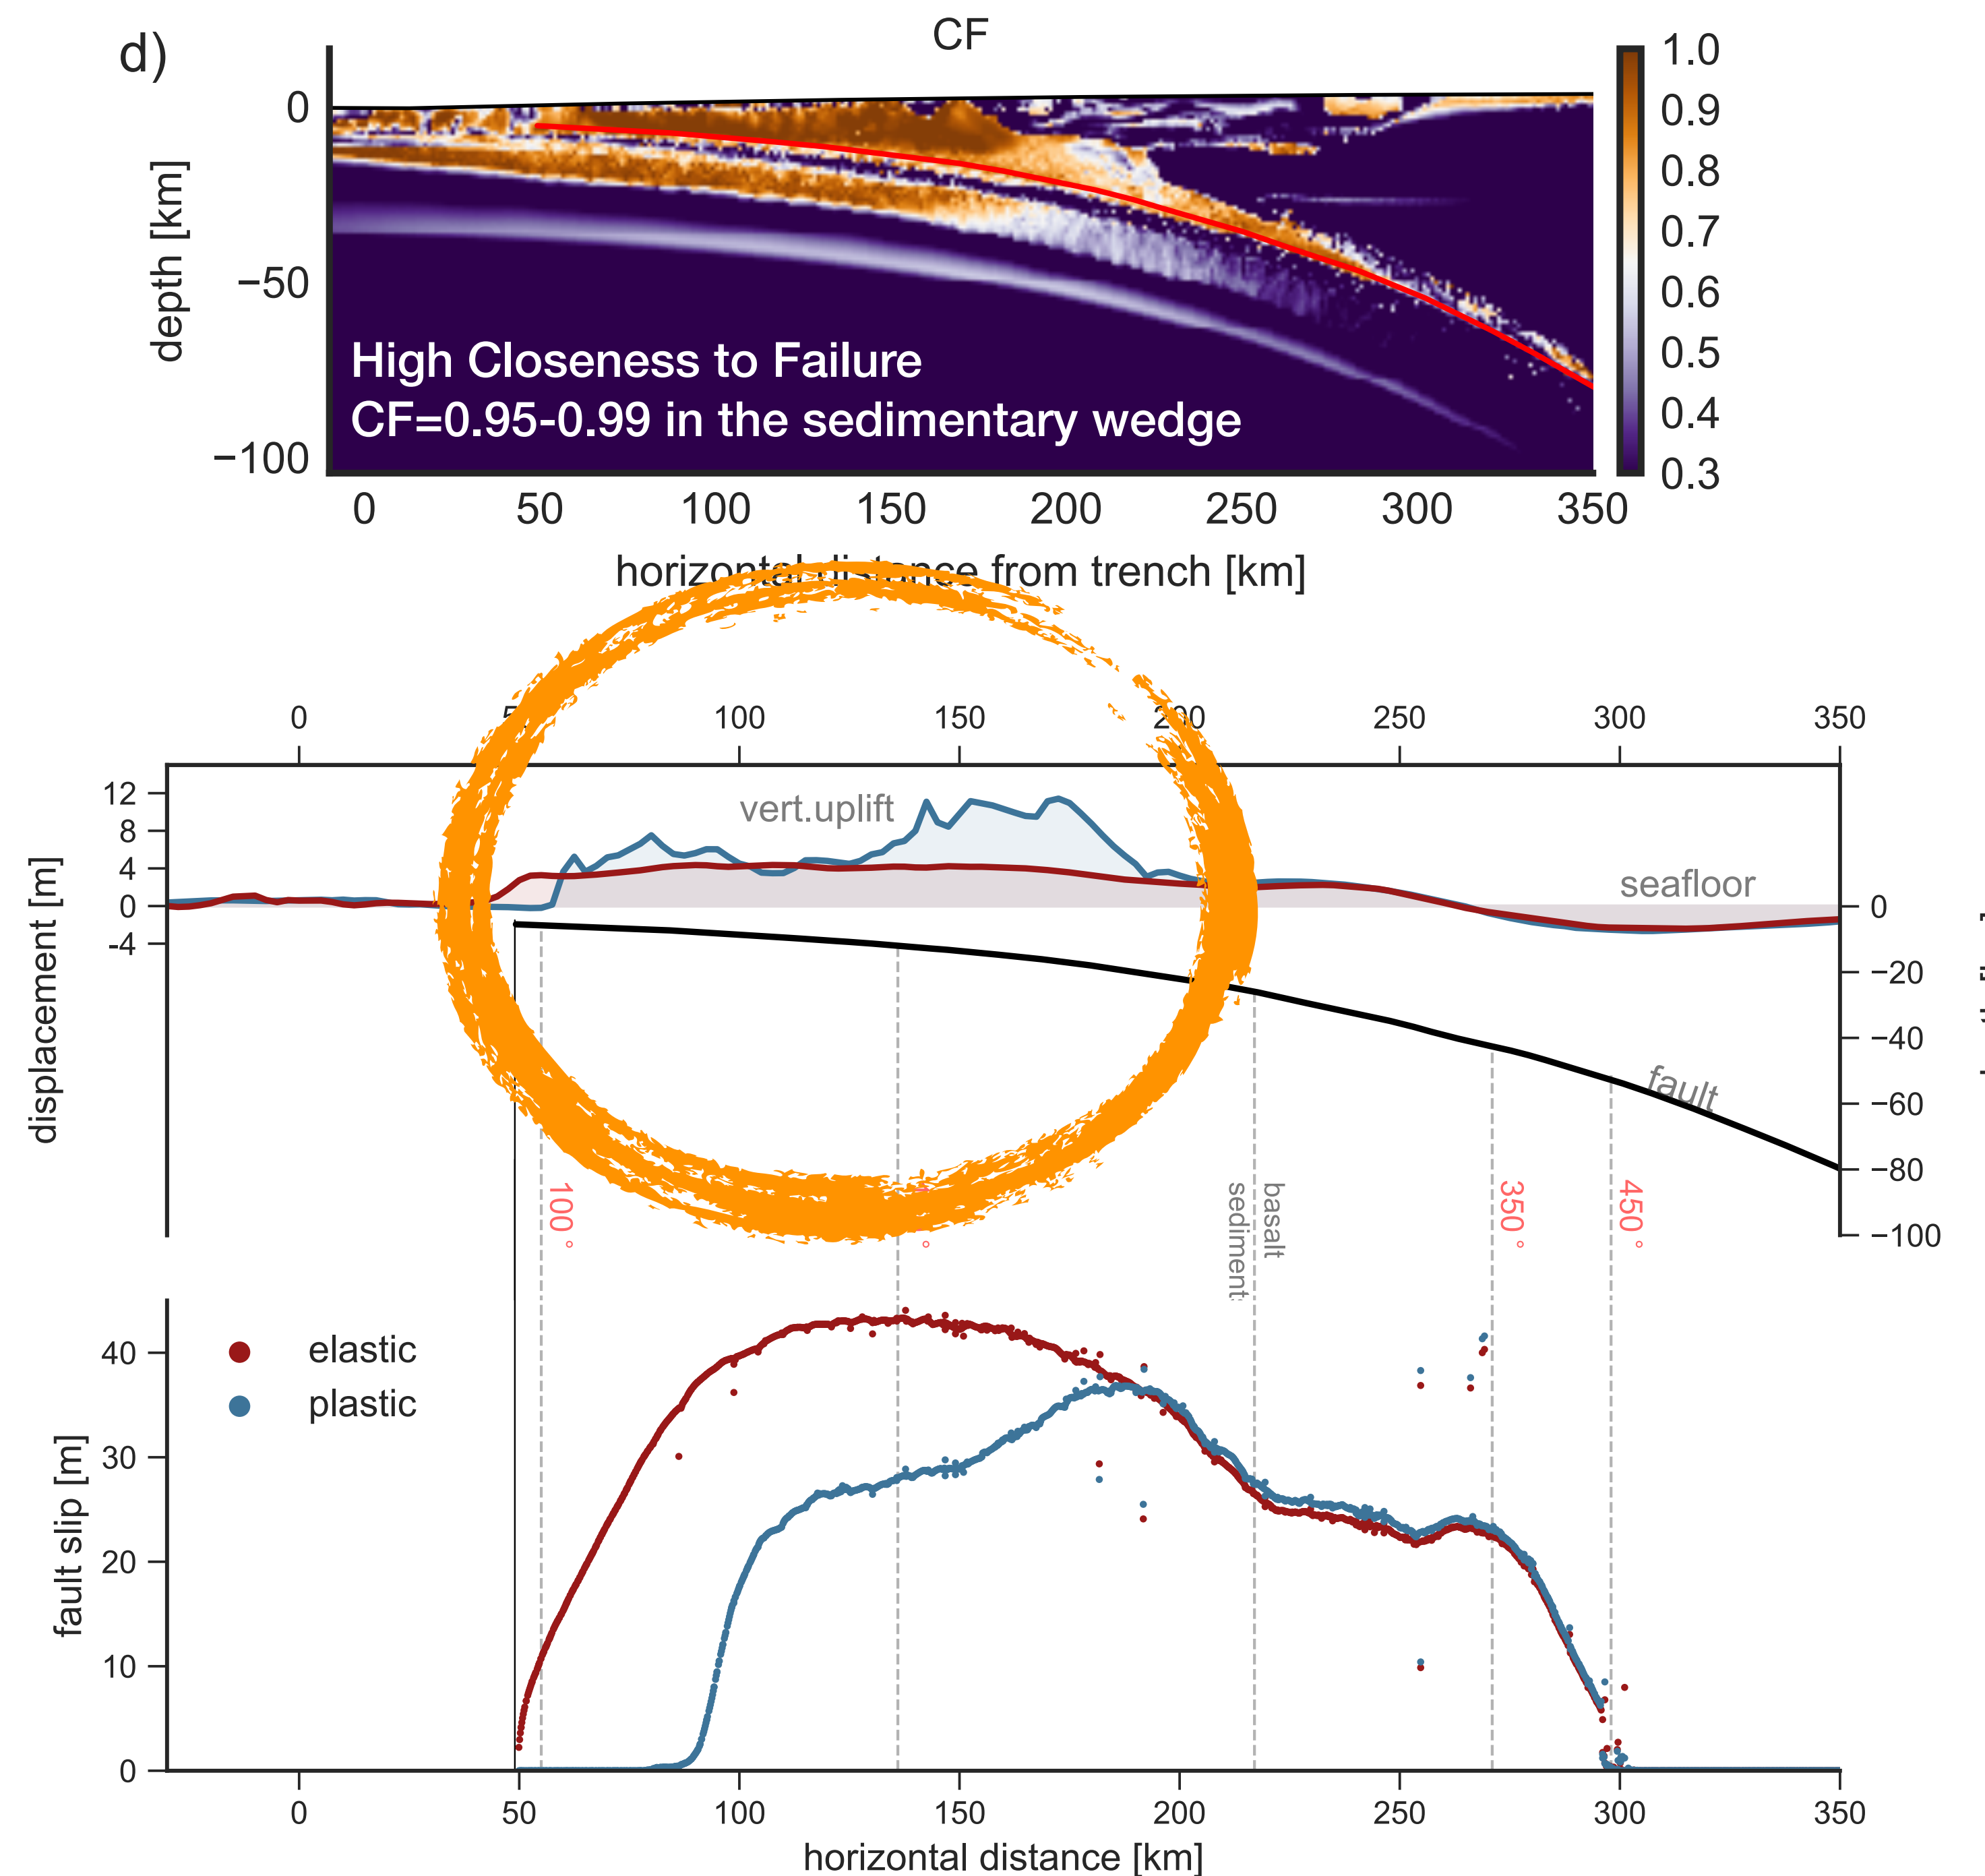 d)
CF
0
−50
−100
depth [km]
High Closeness to Failure
CF=0.95-0.99 in the sedimentary wedge
1.0
0.9
0.8
0.7
0.6
0.5
0.4
0.3
0 50 100 150 200 250 300 350
horizontal distance from trench [km]
0 100 150 200 250 300 350
12
8
4
0
-4
displacement [m]
vert.uplift
seafloor
fault
0
−20
−40
−60
−80
−100
100°
sediment
basalt
350°
450°
elastic
plastic
40
30
20
10
0
fault slip [m]
0 50 100 150 200 250 300 350
horizontal distance [km]